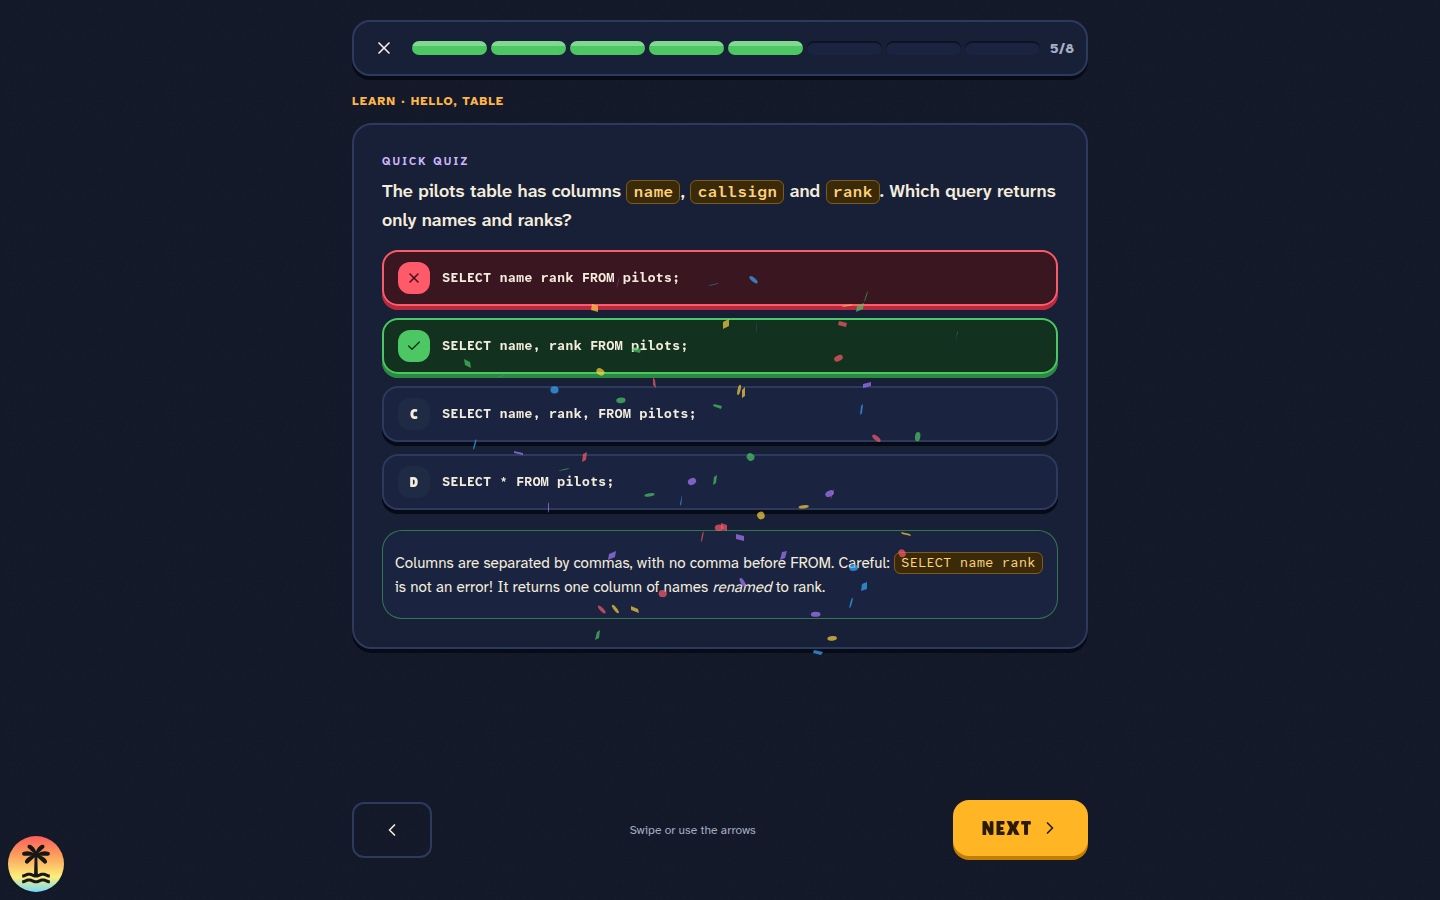 5/8
LEARN · HELLO, TABLE
QUICK QUIZ
The pilots table has columns name, callsign and rank. Which query returns
only names and ranks?
SELECT name rank FROM pilots;
SELECT name, rank FROM pilots;
C SELECT name, rank, FROM pilots;
D SELECT * FROM pilots;
Columns are separated by commas, with no comma before FROM. Careful: SELECT name rank
is not an error! It returns one column of names renamed to rank.
Swipe or use the arrows
NEXT